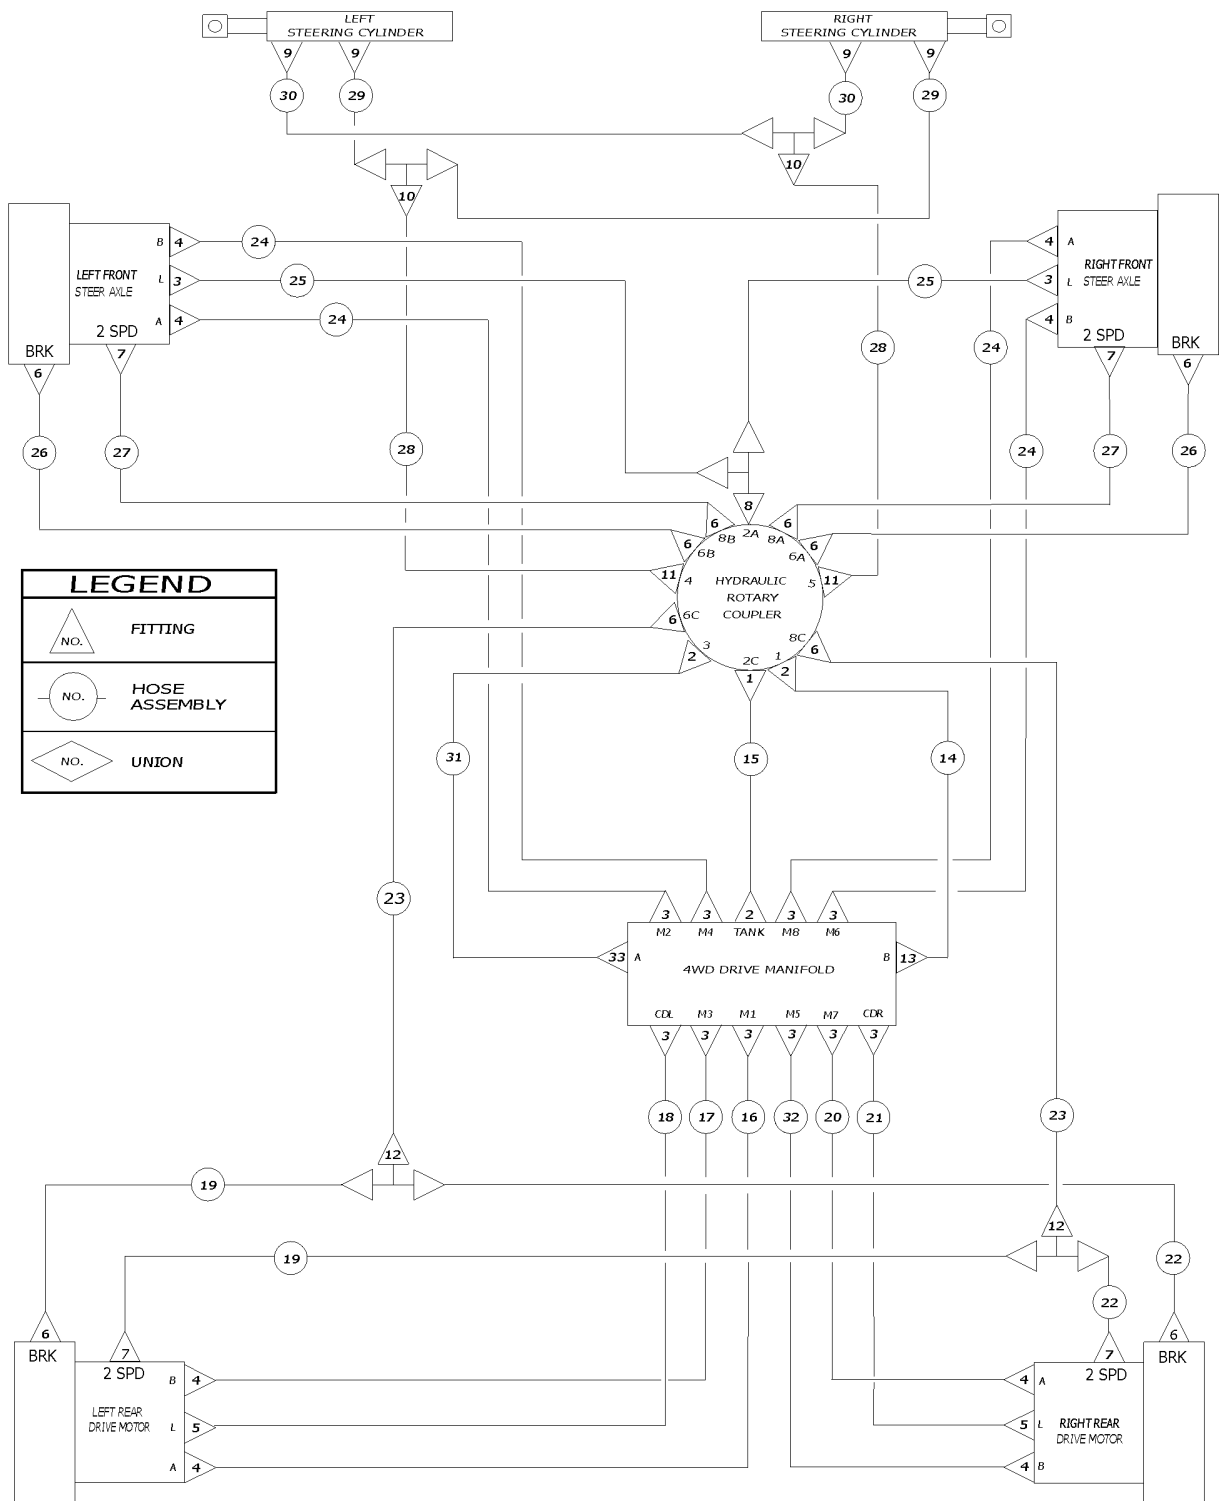 LEFT
STEERING CYLINDER
RIGHT
STEERING CYLINDER
9 9 9 9
30 29 30 29
10
10
B 4 24
4 A
LEFT FRONT
STEER AXLE
L 3 25
25 3 L
RIGHT FRONT
STEER AXLE
A 4 24
4 B
2 SPD
2 SPD
BRK
7
28
24
7
BRK
6
6
26 27 28 24 27 26
8
6 2A 6
8B 8A
6 6B 6A 6
11 4 HYDRAULIC 5 11
ROTARY
COUPLER
6 6C
3 8C 6
2 2C 1 2
1
LEGEND
NO. FITTING
NO. HOSE
ASSEMBLY
NO. UNION
31 15 14
23
3 3 2 3 3
M2 M4 TANK M8 M6
33 A B 13
4WD DRIVE MANIFOLD
CDL M3 M1 M5 M7 CDR
3 3 3 3 3 3
18 17 16 32 20 21 23
12
19
12
19 22
22
6 7 7 6
BRK
2 SPD
2 SPD
BRK
B 4
4 A
LEFT REAR
DRIVE MOTOR
L 5
5 L
RIGHT REAR
DRIVE MOTOR
A 4
4 B